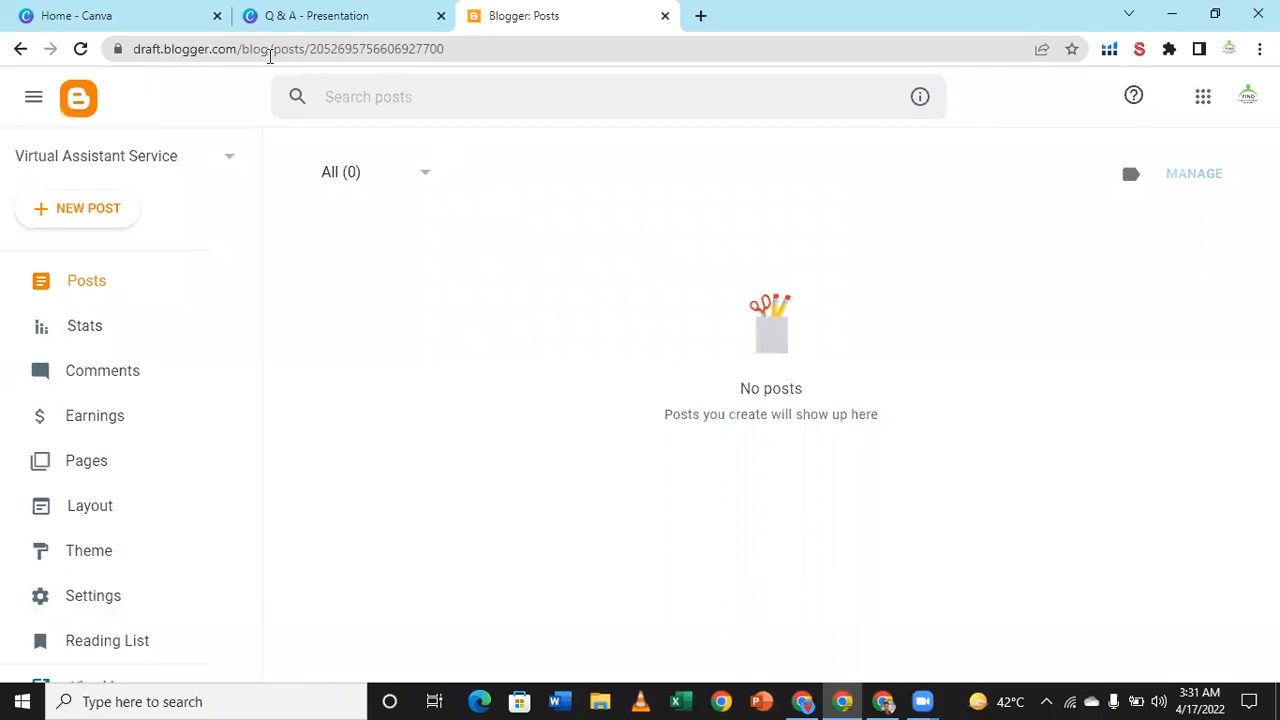 Home - Canva
Q & A - Presentation
Blogger: Posts
draft.blogger.com/blog/posts/2052695756606927700
Search posts
Virtual Assistant Service
All (0)
MANAGE
NEW POST
Posts
Stats
Comments
Earnings
Pages
Layout
Theme
Settings
Reading List
No posts
Posts you create will show up here
Type here to search
42°C
3:31 AM
4/17/2022